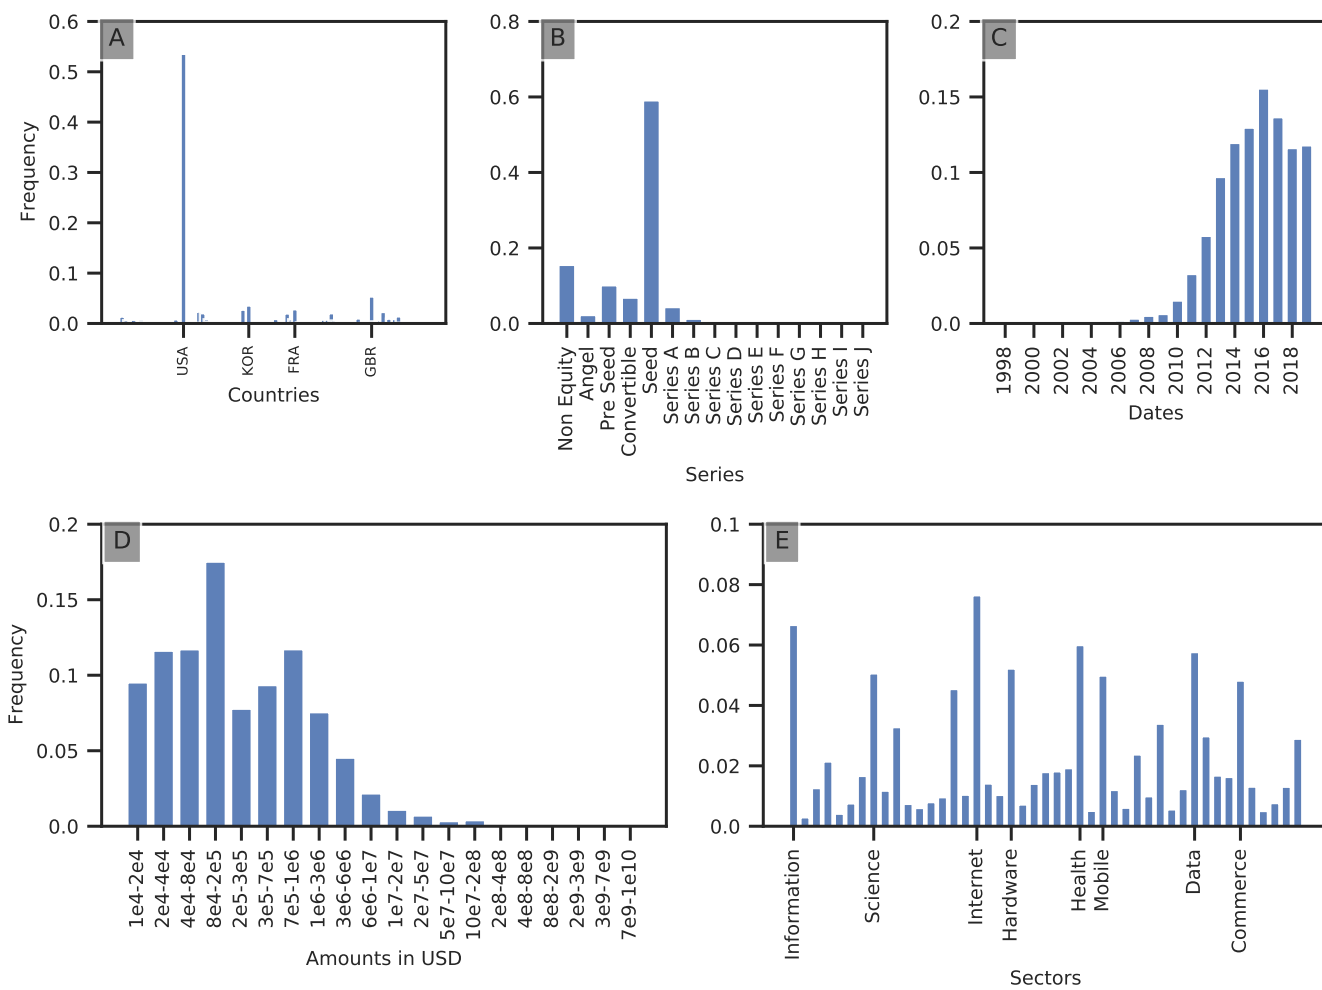 A
0.6
0.5
0.4
0.3
0.2
0.1
0.0
Frequency
USA
KOR
FRA
GBR
Countries
B
0.8
0.6
0.4
0.2
0.0
Non Equity
Angel
Pre Seed
Convertible
Seed
Series A
Series B
Series C
Series D
Series E
Series F
Series G
Series H
Series I
Series J
Series
C
0.2
0.15
0.1
0.05
0.0
1998
2000
2002
2004
2006
2008
2010
2012
2014
2016
2018
Dates
D
0.2
0.15
0.1
0.05
0.0
Frequency
1e4-2e4
2e4-4e4
4e4-8e4
8e4-2e5
2e5-3e5
3e5-7e5
7e5-1e6
1e6-3e6
3e6-6e6
6e6-1e7
1e7-2e7
2e7-5e7
5e7-10e7
10e7-2e8
2e8-4e8
4e8-8e8
8e8-2e9
2e9-3e9
3e9-7e9
7e9-1e10
Amounts in USD
E
0.1
0.08
0.06
0.04
0.02
0.0
Information
Science
Internet
Hardware
Health
Mobile
Data
Commerce
Sectors